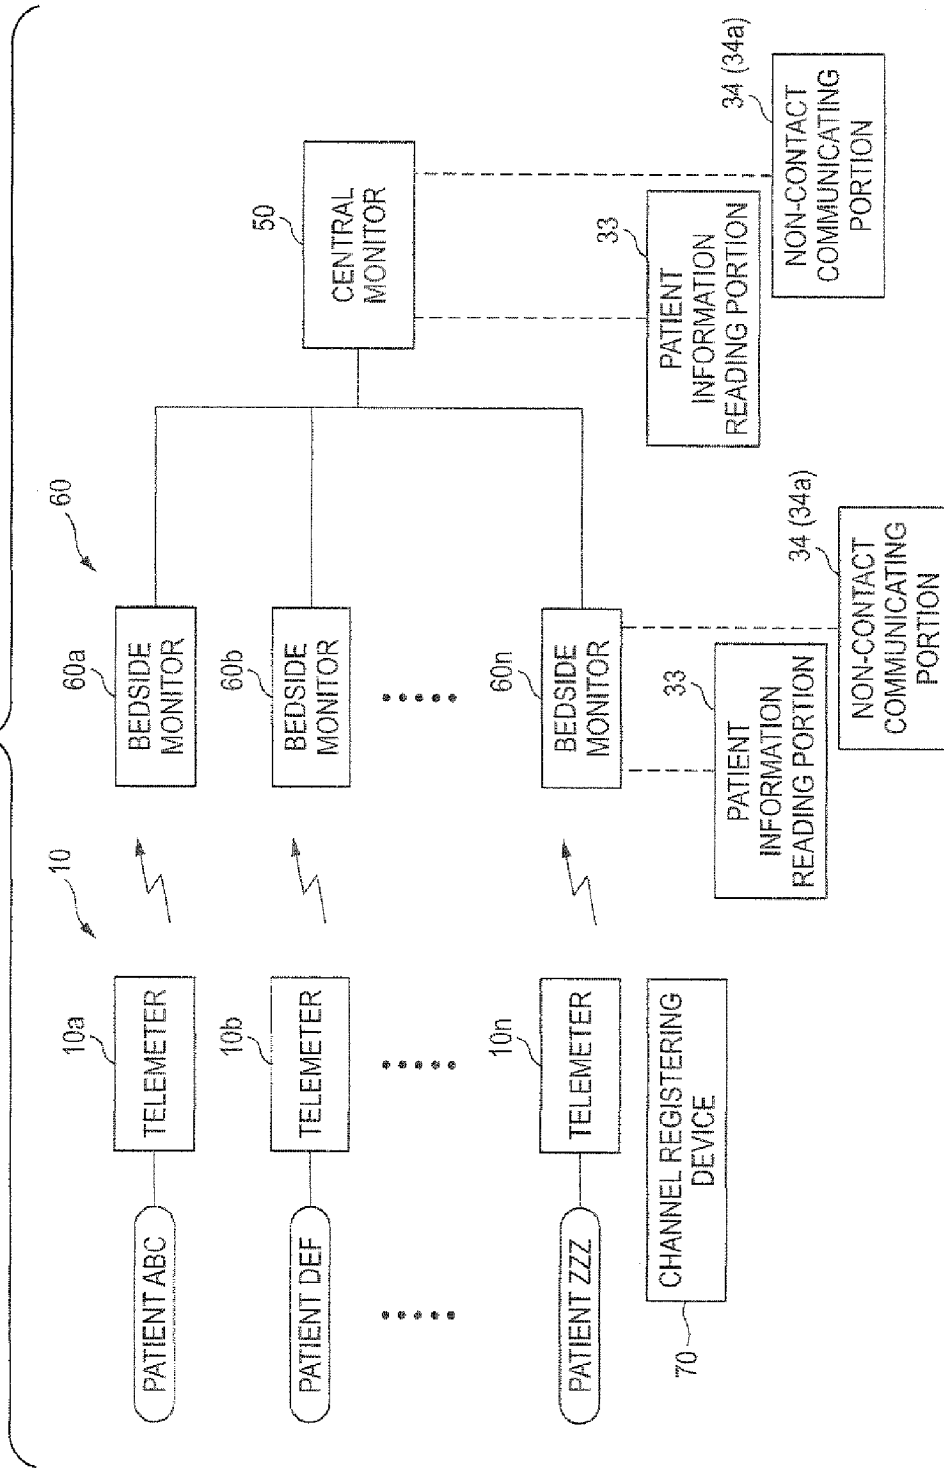 10
60
PATIENT ABC
10a
TELEMETER
60a
BEDSIDE
MONITOR
PATIENT DEF
10b
TELEMETER
60b
BEDSIDE
MONITOR
50
CENTRAL
MONITOR
PATIENT ZZZ
10n
TELEMETER
60n
BEDSIDE
MONITOR
70
CHANNEL REGISTERING
DEVICE
33
PATIENT
INFORMATION
READING PORTION
34 (34a)
NON-CONTACT
COMMUNICATING
PORTION
33
PATIENT
INFORMATION
READING PORTION
34 (34a)
NON-CONTACT
COMMUNICATING
PORTION